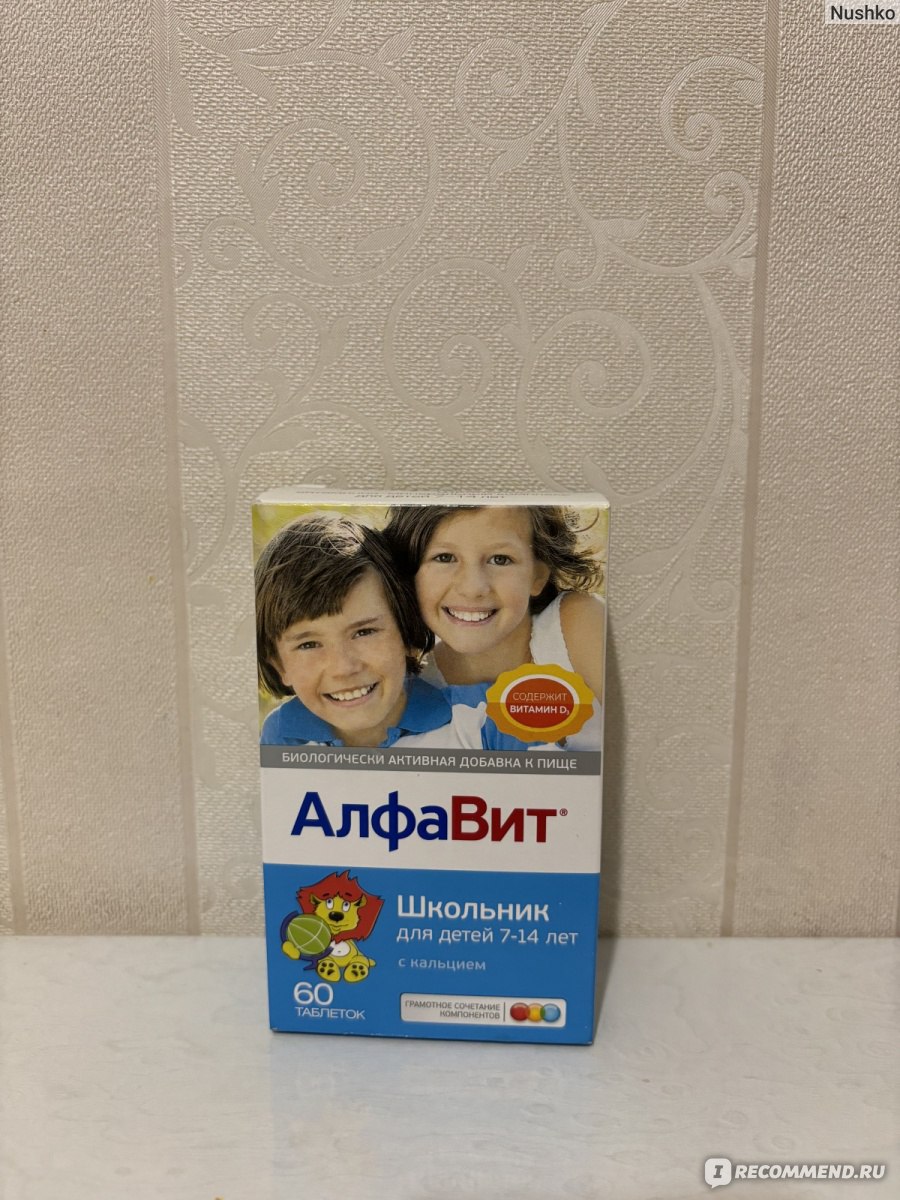 Nushko
СОДЕРЖИТ
ВИТАМИН D₃
БИОЛОГИЧЕСКИ АКТИВНАЯ ДОБАВКА К ПИЩЕ
АлфаВит®
Школьник
для детей 7-14 лет
с кальцием
60
ТАБЛЕТОК
ГРАМОТНОЕ СОЧЕТАНИЕ
КОМПОНЕНТОВ
IRECOMMEND.RU